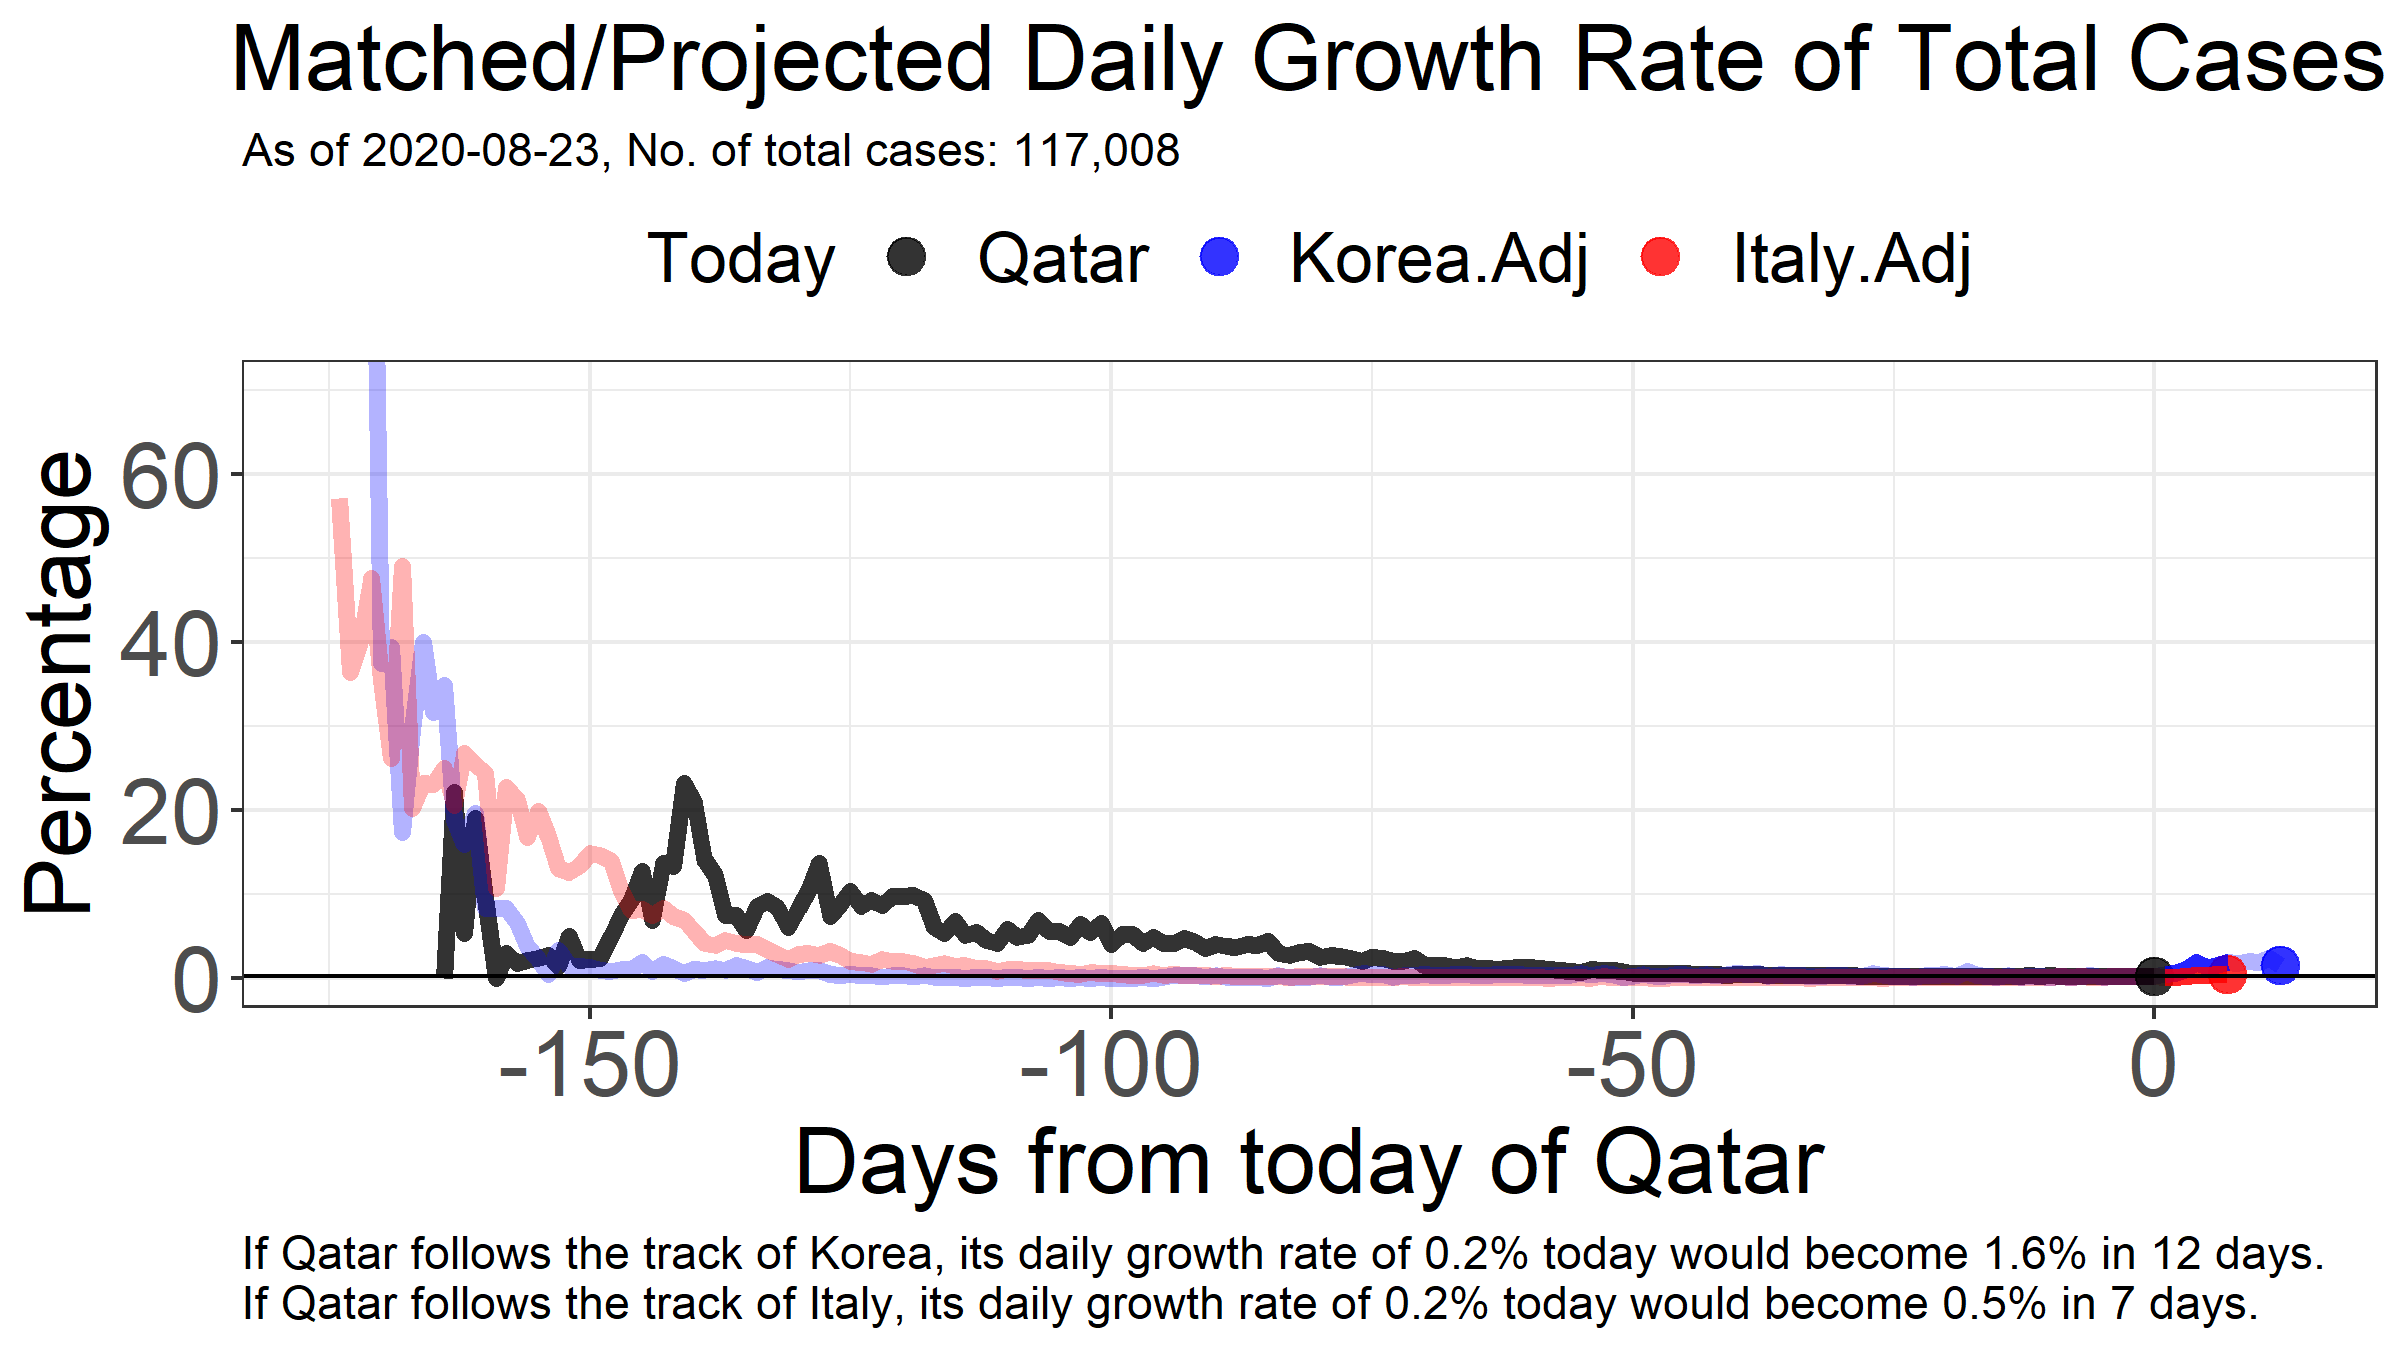 Matched/Projected Daily Growth Rate of Total Cases
As of 2020-08-23, No. of total cases: 117,008
Today Qatar Korea.Adj Italy.Adj
Percentage
60
40
20
0
-150 -100 -50 0
Days from today of Qatar
If Qatar follows the track of Korea, its daily growth rate of 0.2% today would become 1.6% in 12 days.
If Qatar follows the track of Italy, its daily growth rate of 0.2% today would become 0.5% in 7 days.